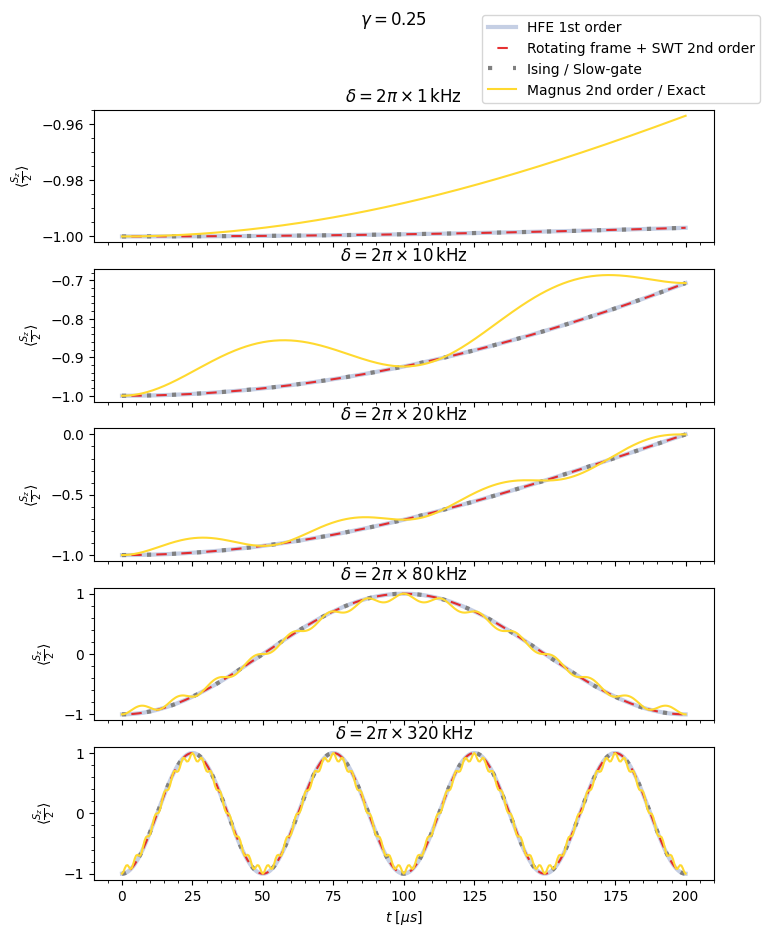 γ = 0.25
HFE 1st order
Rotating frame + SWT 2nd order
Ising / Slow-gate
Magnus 2nd order / Exact
δ = 2π × 1 kHz
−0.96
−0.98
−1.00
⟨S_z/2⟩
δ = 2π × 10 kHz
−0.7
−0.8
−0.9
−1.0
⟨S_z/2⟩
δ = 2π × 20 kHz
0.0
−0.5
−1.0
⟨S_z/2⟩
δ = 2π × 80 kHz
1
0
−1
⟨S_z/2⟩
δ = 2π × 320 kHz
1
0
−1
⟨S_z/2⟩
0 25 50 75 100 125 150 175 200
t [μs]